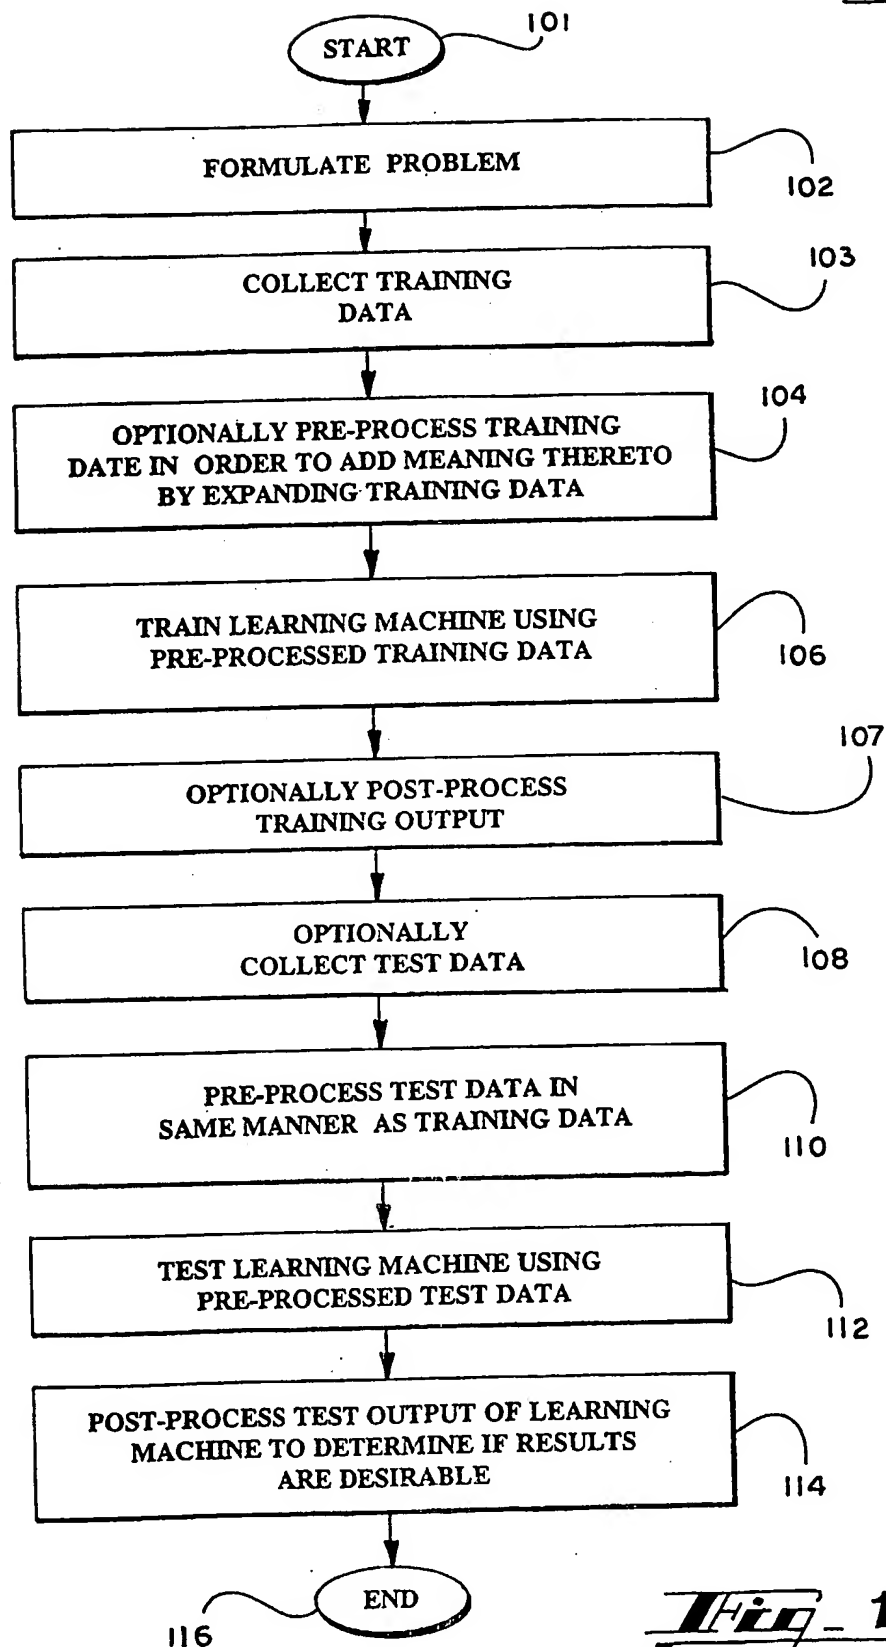 START
101
FORMULATE PROBLEM
102
COLLECT TRAINING
DATA
103
OPTIONALLY PRE-PROCESS TRAINING
DATE IN ORDER TO ADD MEANING THERETO
BY EXPANDING TRAINING DATA
104
TRAIN LEARNING MACHINE USING
PRE-PROCESSED TRAINING DATA
106
OPTIONALLY POST-PROCESS
TRAINING OUTPUT
107
OPTIONALLY
COLLECT TEST DATA
108
PRE-PROCESS TEST DATA IN
SAME MANNER AS TRAINING DATA
110
TEST LEARNING MACHINE USING
PRE-PROCESSED TEST DATA
112
POST-PROCESS TEST OUTPUT OF LEARNING
MACHINE TO DETERMINE IF RESULTS
ARE DESIRABLE
114
END
116
Fig_1